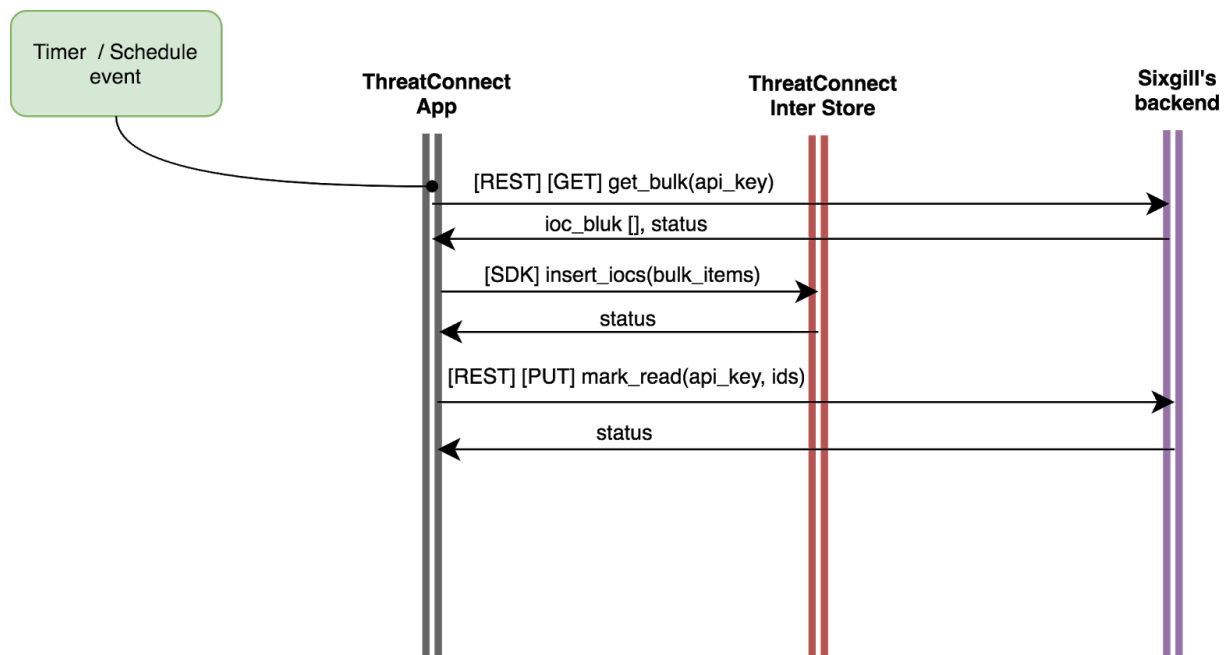 Timer / Schedule
event
ThreatConnect
App
ThreatConnect
Inter Store
Sixgill's
backend
[REST] [GET] get_bulk(api_key)
ioc_bluk [], status
[SDK] insert_iocs(bulk_items)
status
[REST] [PUT] mark_read(api_key, ids)
status